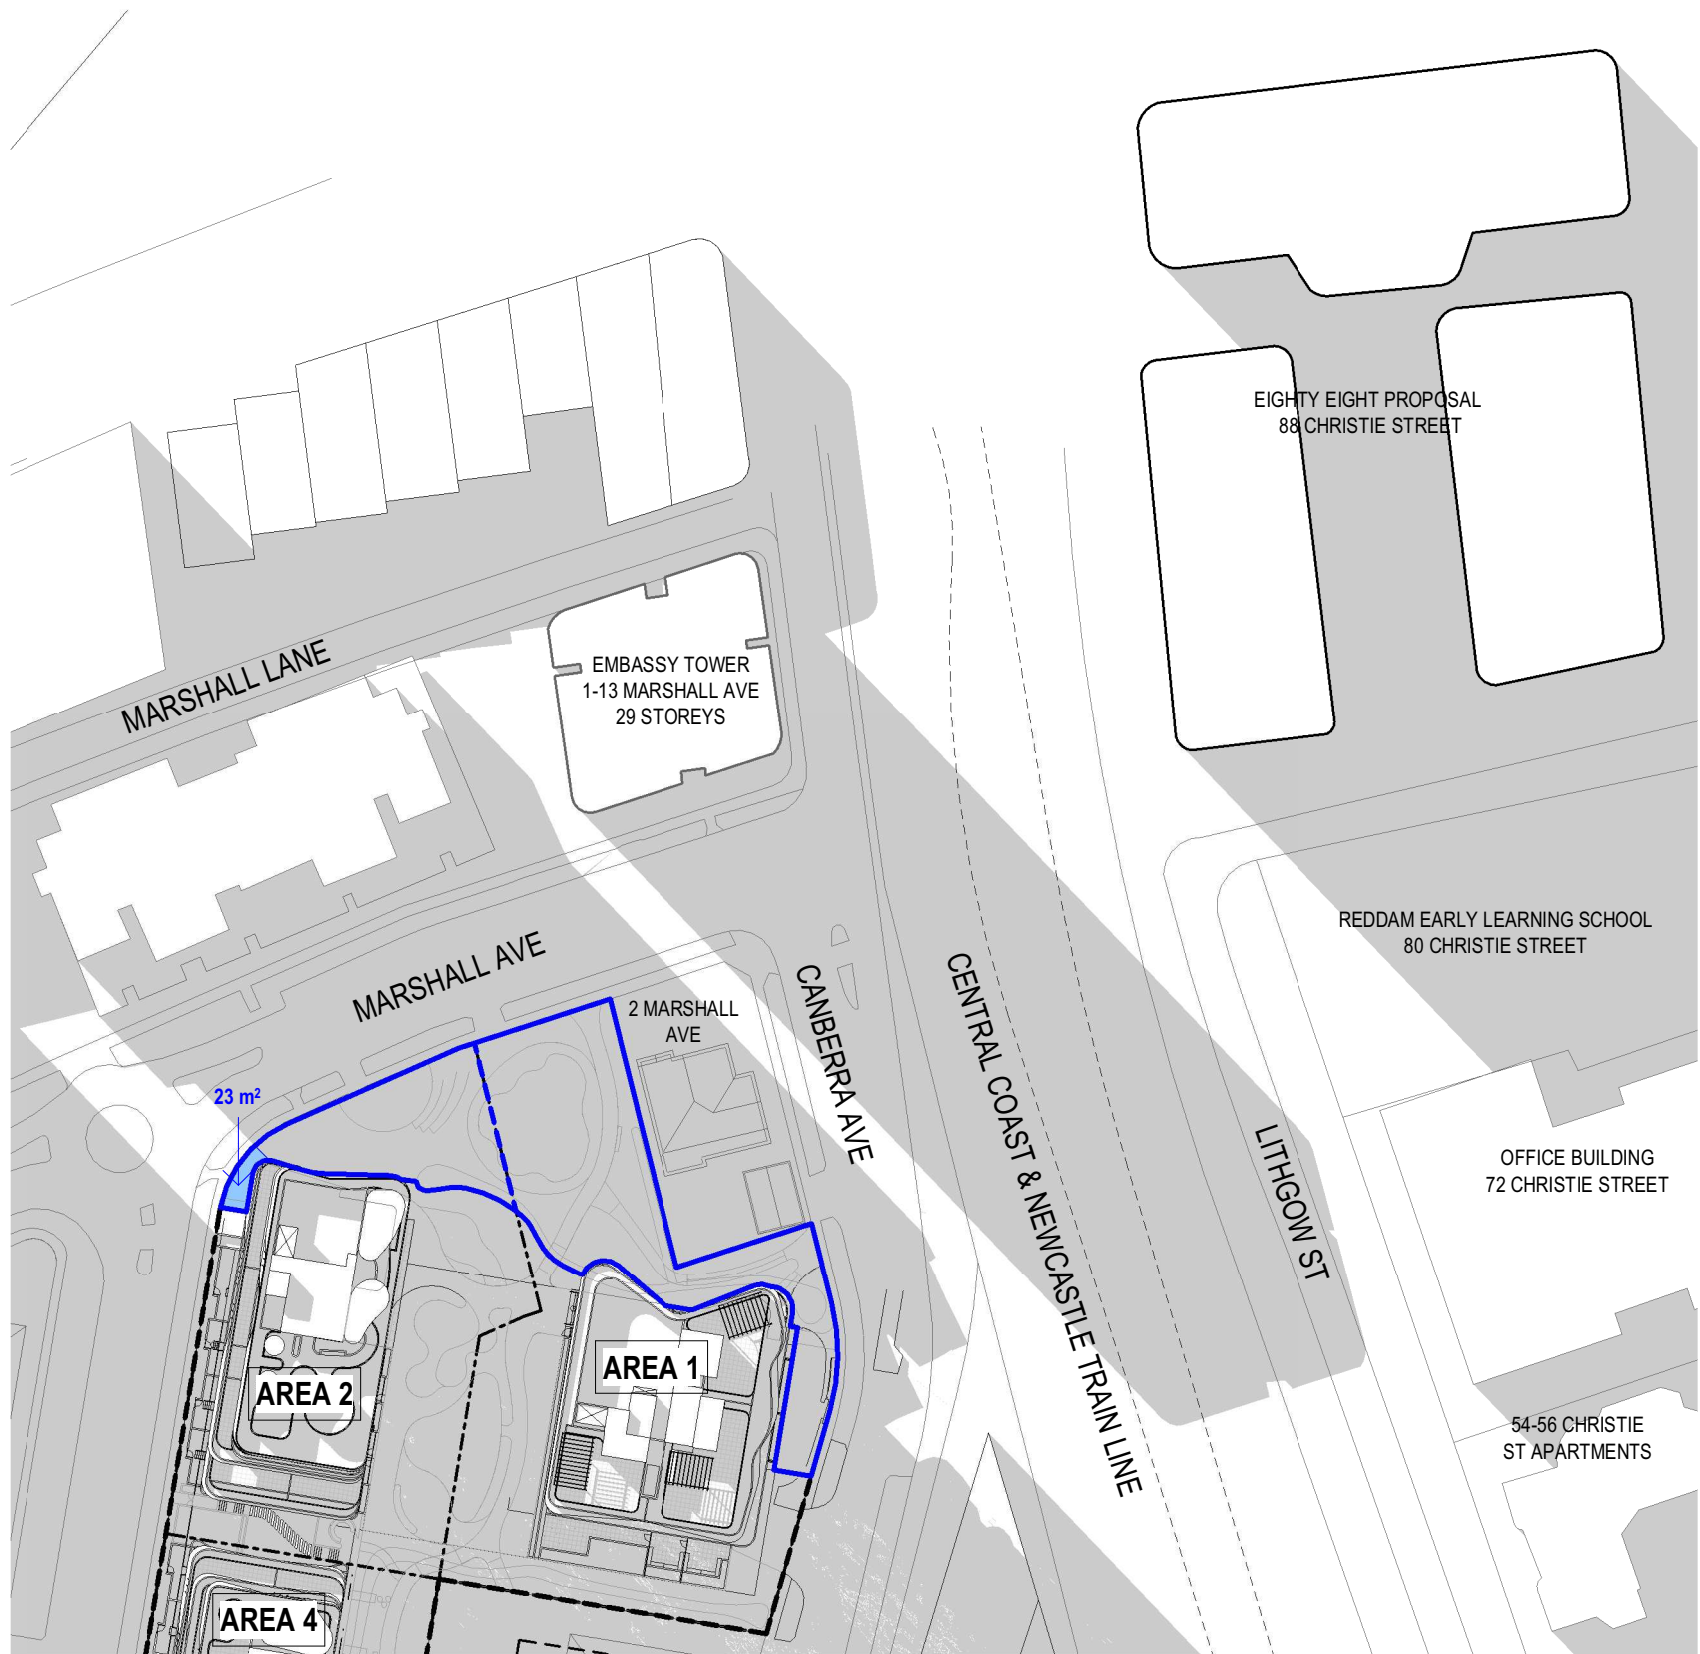 EIGHTY EIGHT PROPOSAL
88 CHRISTIE STREET
MARSHALL LANE
EMBASSY TOWER
1-13 MARSHALL AVE
29 STOREYS
REDDAM EARLY LEARNING SCHOOL
80 CHRISTIE STREET
MARSHALL AVE
2 MARSHALL
AVE
CANBERRA AVE
CENTRAL COAST & NEWCASTLE TRAIN LINE
23 m²
LITHGOW ST
OFFICE BUILDING
72 CHRISTIE STREET
AREA 1
AREA 2
54-56 CHRISTIE
ST APARTMENTS
AREA 4